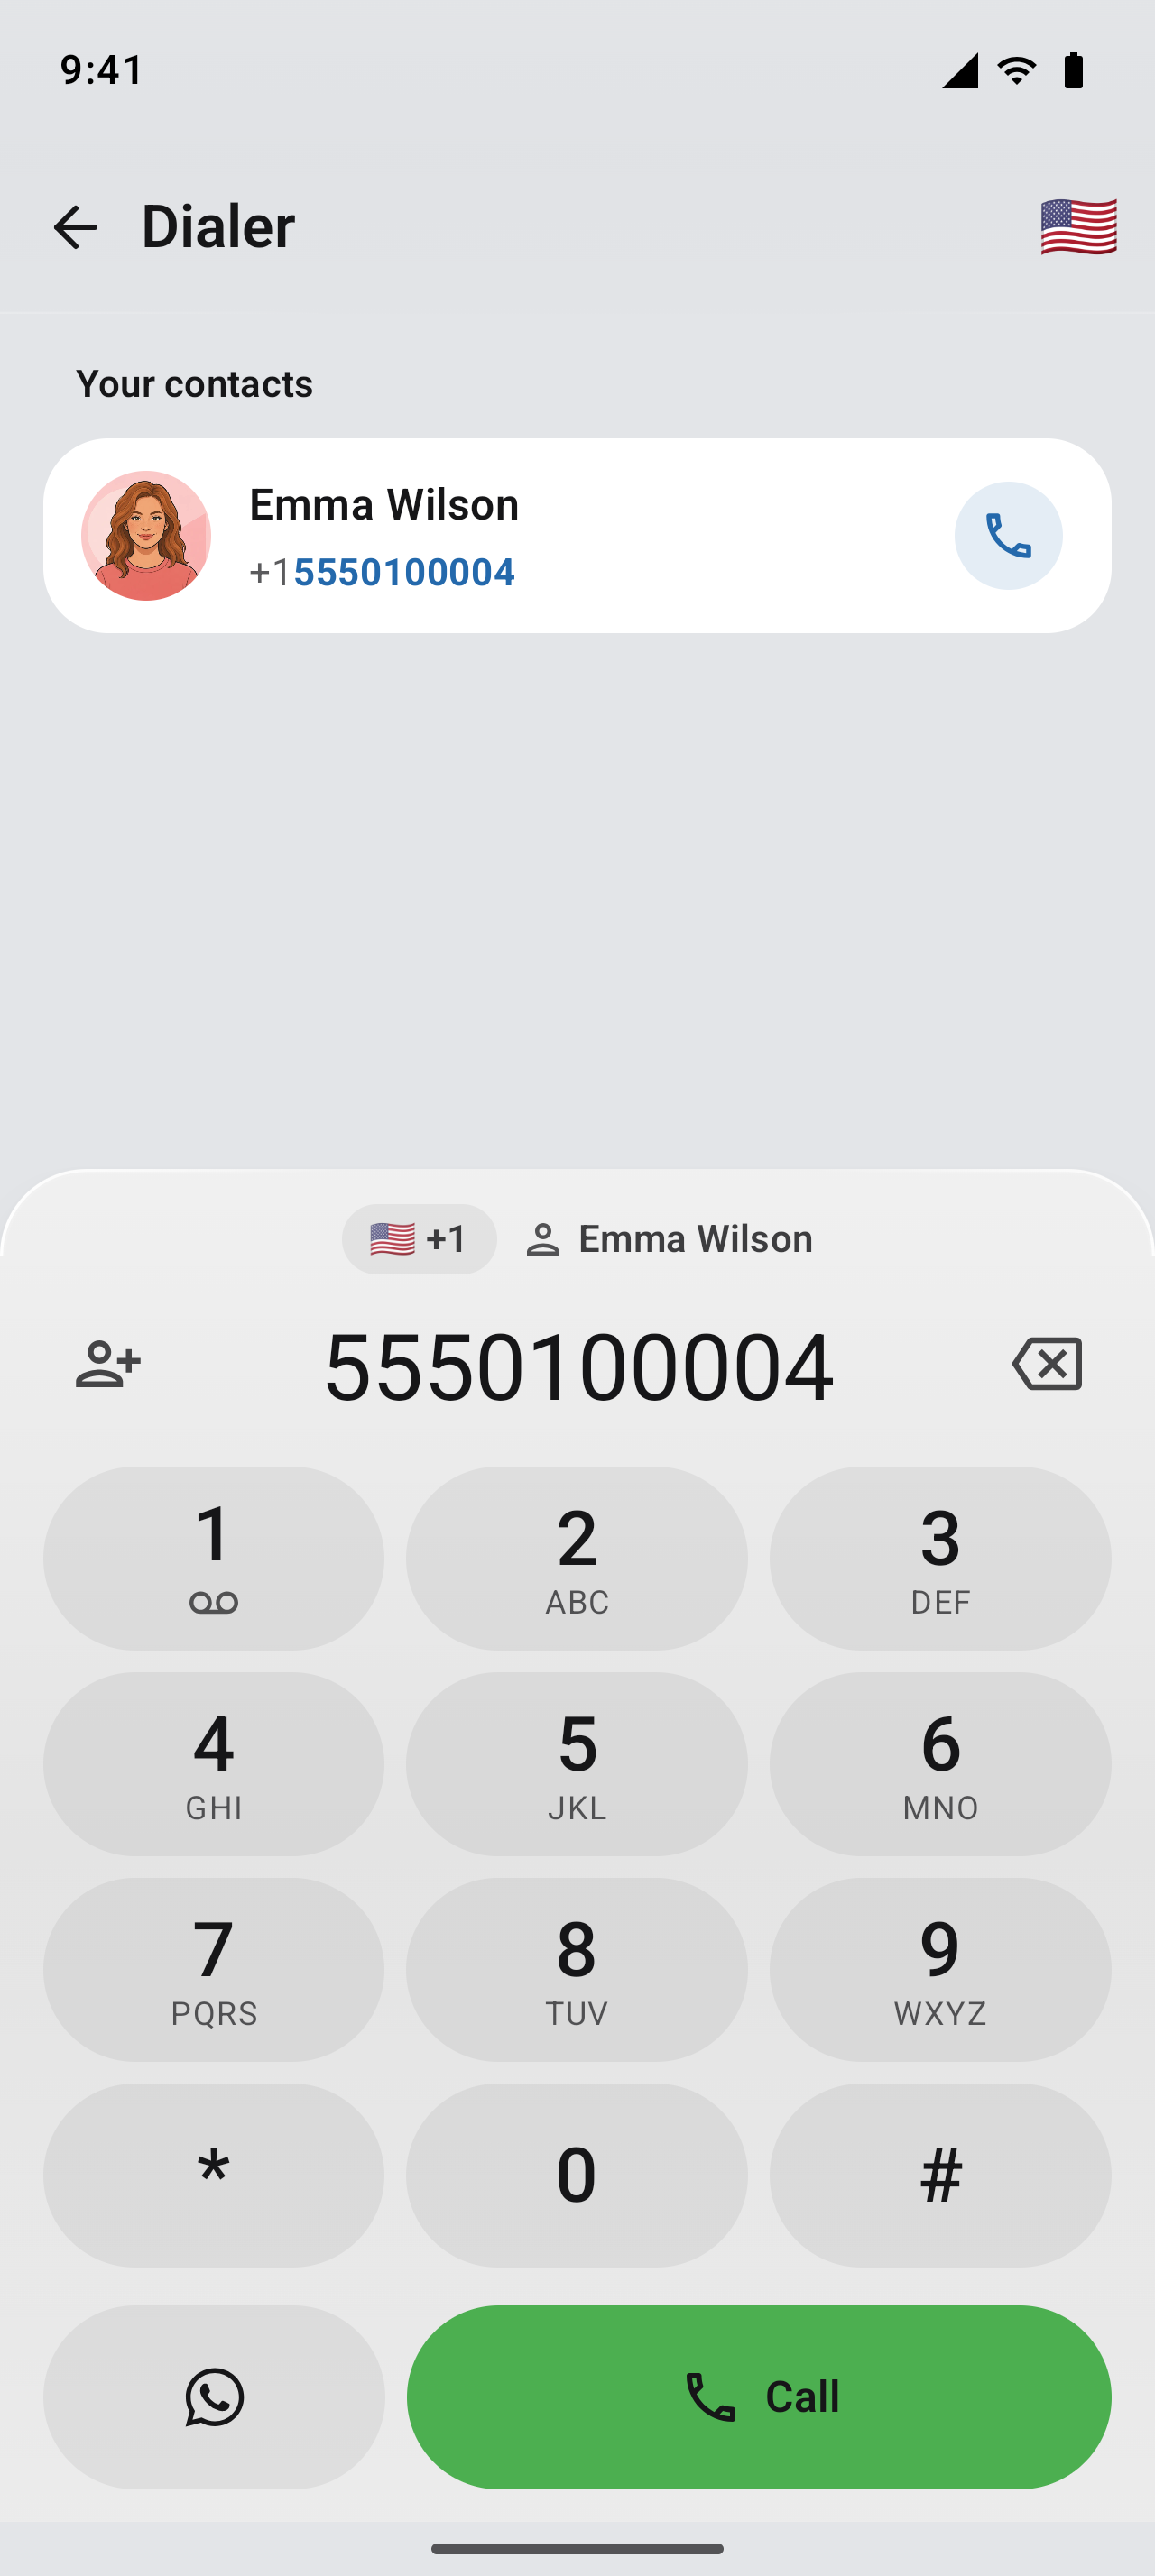 9:41
Dialer
Your contacts
Emma Wilson
+15550100004
+1 Emma Wilson
5550100004
1 2 3
ABC DEF
4 5 6
GHI JKL MNO
7 8 9
PQRS TUV WXYZ
* 0 #
Call